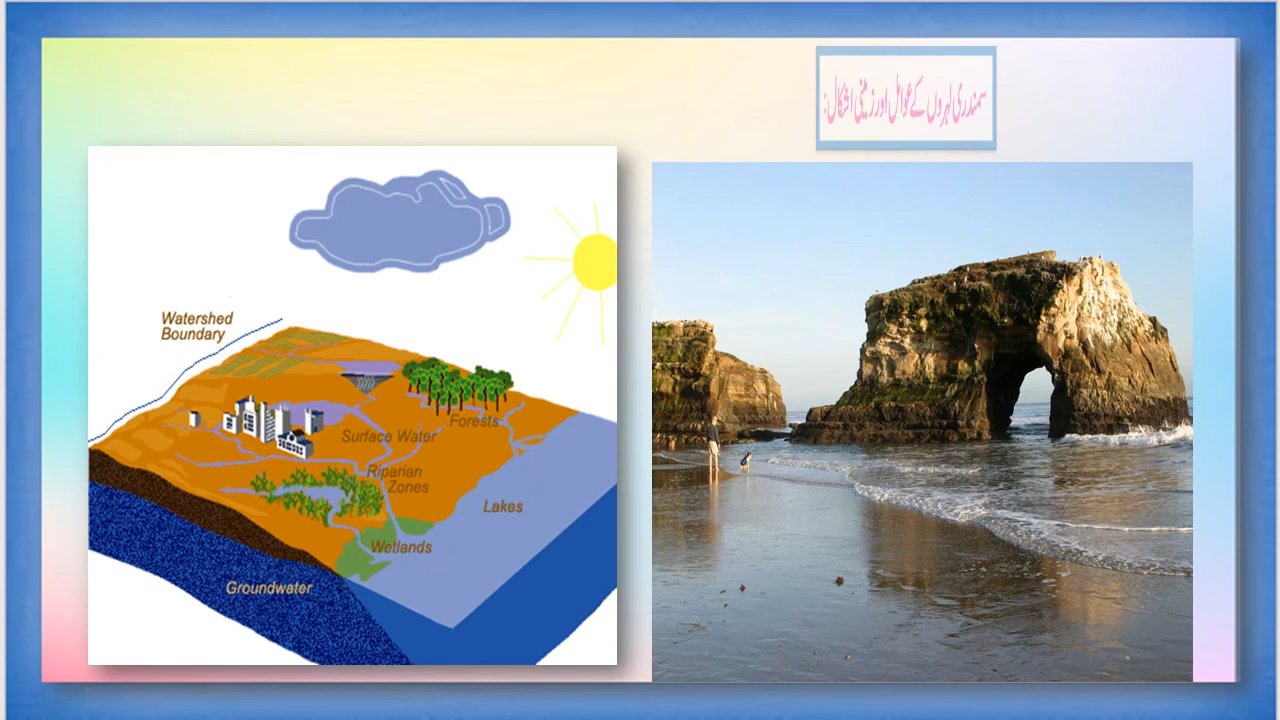 سمندری لہروں کے عوامل اور زمینی اشکال:
Watershed
Boundary
Forests
Surface Water
Riparian
Zones
Lakes
Wetlands
Groundwater